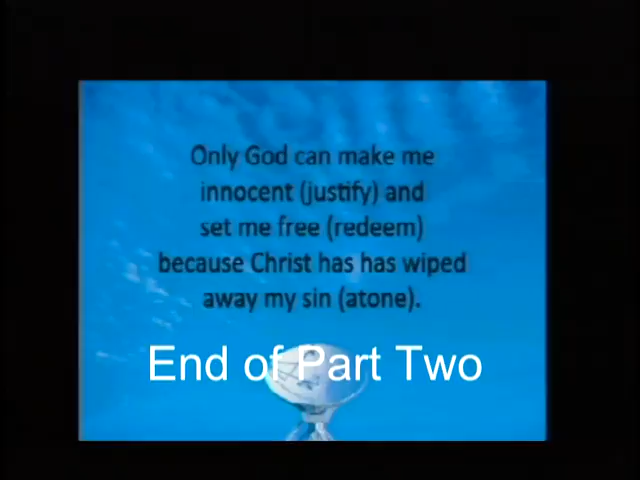 Only God can make me
innocent (justify) and
set me free (redeem)
because Christ has has wiped
away my sin (atone).
End of Part Two